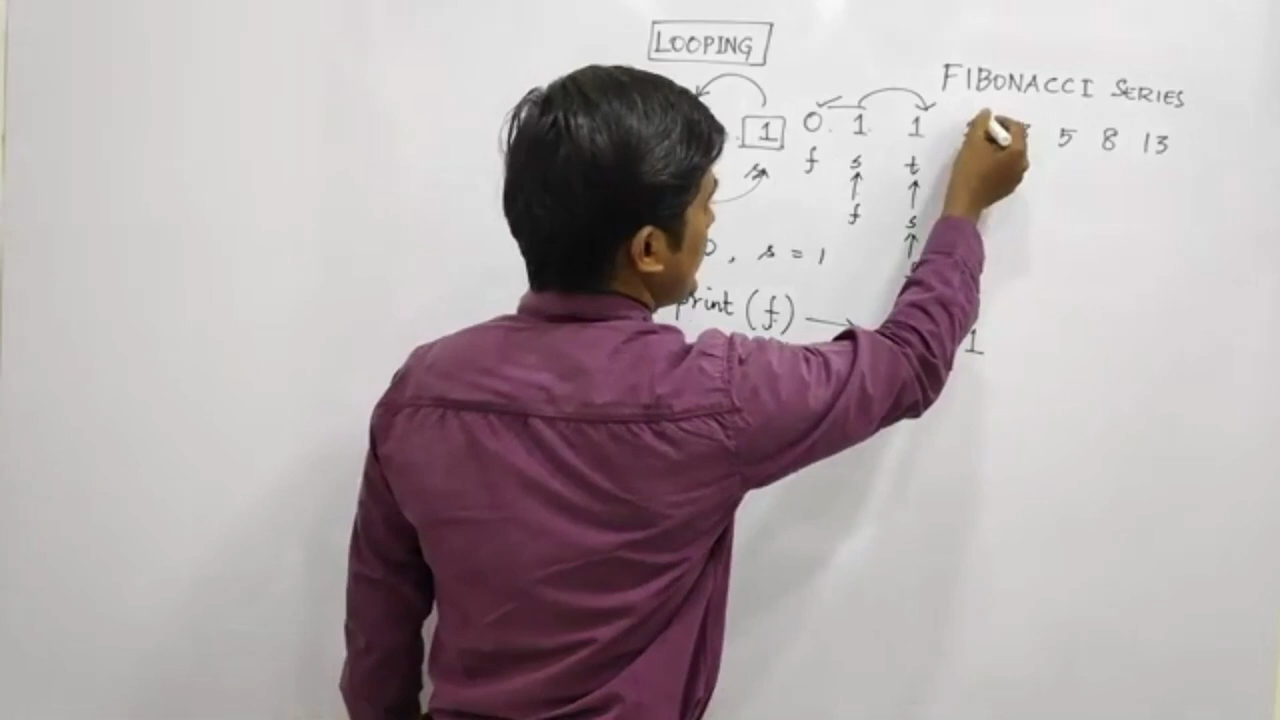 LOOPING
FIBONACCI SERIES
1 0 1 1 5 8 13
s f s t
f s
0, s = 1
print (f)
1